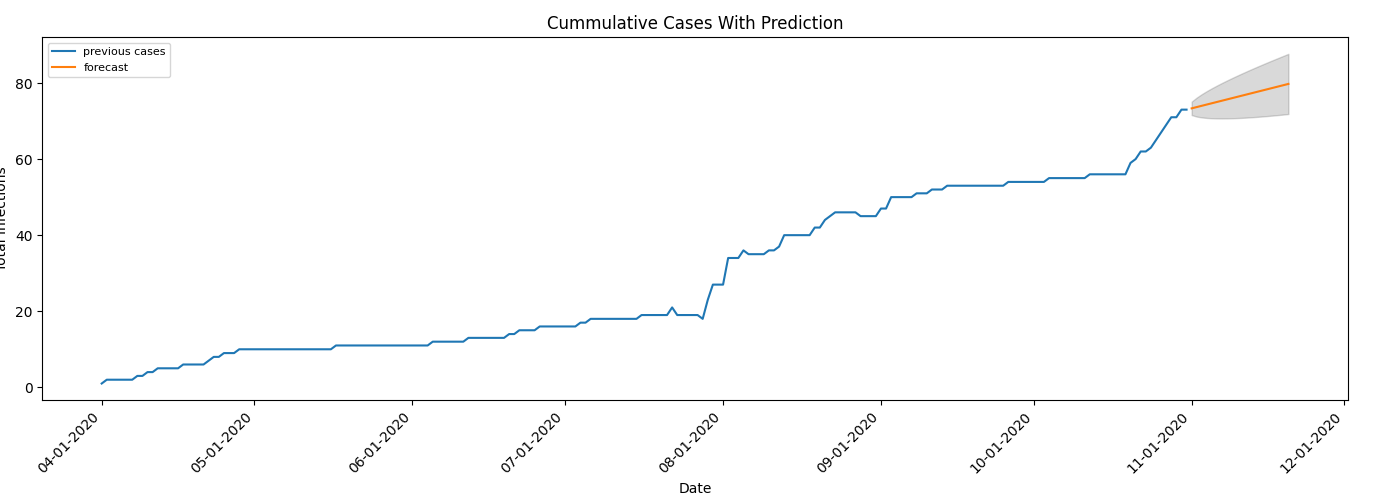 Cummulative Cases With Prediction
previous cases
forecast
80
60
40
20
0
Total Infections
04-01-2020
05-01-2020
06-01-2020
07-01-2020
08-01-2020
09-01-2020
10-01-2020
11-01-2020
12-01-2020
Date